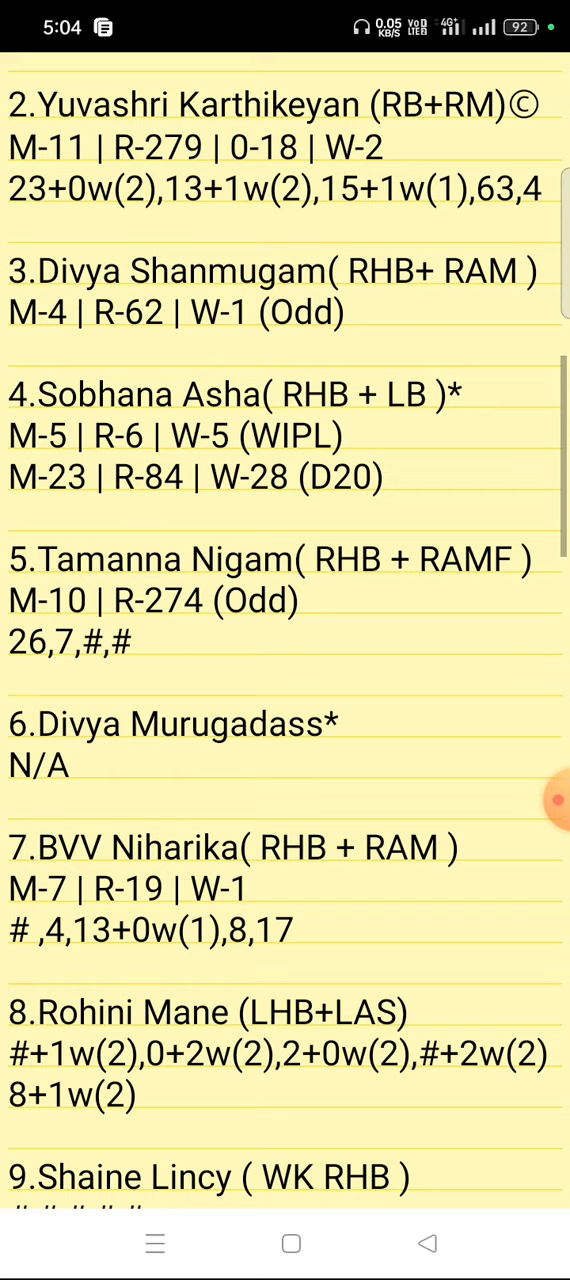 5:04
0.05 KB/S
VoD LTE2
4G+
92
2.Yuvashri Karthikeyan (RB+RM)©
M-11 | R-279 | 0-18 | W-2
23+0w(2),13+1w(2),15+1w(1),63,4
3.Divya Shanmugam( RHB+ RAM )
M-4 | R-62 | W-1 (Odd)
4.Sobhana Asha( RHB + LB )*
M-5 | R-6 | W-5 (WIPL)
M-23 | R-84 | W-28 (D20)
5.Tamanna Nigam( RHB + RAMF )
M-10 | R-274 (Odd)
26,7,#,#
6.Divya Murugadass*
N/A
7.BVV Niharika( RHB + RAM )
M-7 | R-19 | W-1
# ,4,13+0w(1),8,17
8.Rohini Mane (LHB+LAS)
#+1w(2),0+2w(2),2+0w(2),#+2w(2)
8+1w(2)
9.Shaine Lincy ( WK RHB )